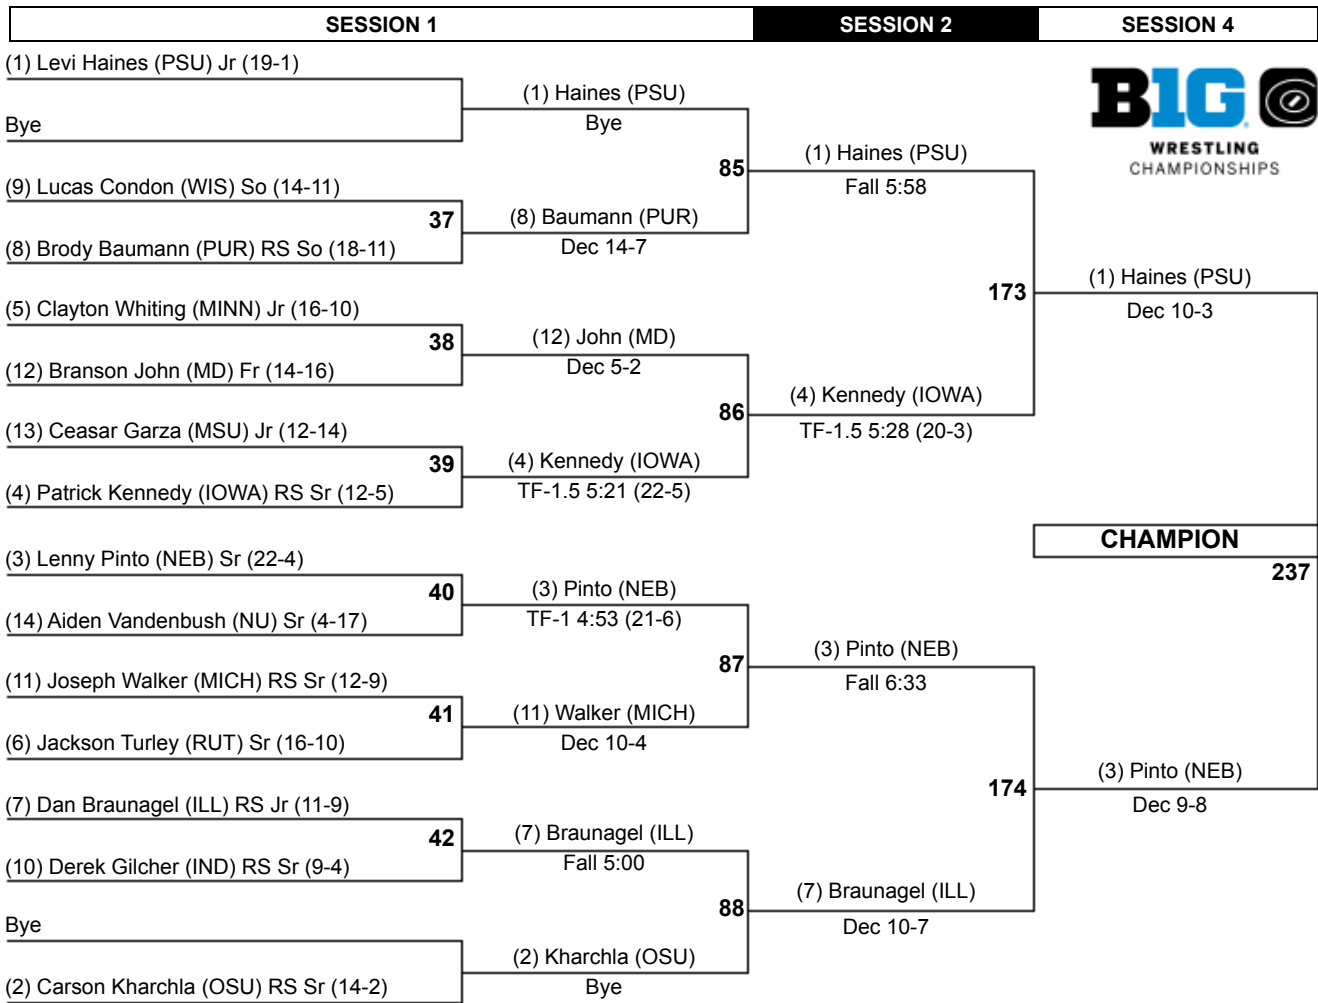 SESSION 1
SESSION 2
SESSION 4
(1) Levi Haines (PSU) Jr (19-1)
Bye
(9) Lucas Condon (WIS) So (14-11)
37
(8) Brody Baumann (PUR) RS So (18-11)
(5) Clayton Whiting (MINN) Jr (16-10)
38
(12) Branson John (MD) Fr (14-16)
(13) Ceasar Garza (MSU) Jr (12-14)
39
(4) Patrick Kennedy (IOWA) RS Sr (12-5)
(3) Lenny Pinto (NEB) Sr (22-4)
40
(14) Aiden Vandenbush (NU) Sr (4-17)
(11) Joseph Walker (MICH) RS Sr (12-9)
41
(6) Jackson Turley (RUT) Sr (16-10)
(7) Dan Braunagel (ILL) RS Jr (11-9)
42
(10) Derek Gilcher (IND) RS Sr (9-4)
Bye
(2) Carson Kharchla (OSU) RS Sr (14-2)
(1) Haines (PSU)
Bye
85
(8) Baumann (PUR)
Dec 14-7
(12) John (MD)
Dec 5-2
86
(4) Kennedy (IOWA)
TF-1.5 5:21 (22-5)
(3) Pinto (NEB)
TF-1 4:53 (21-6)
87
(11) Walker (MICH)
Dec 10-4
(7) Braunagel (ILL)
Fall 5:00
88
(2) Kharchla (OSU)
Bye
(1) Haines (PSU)
Fall 5:58
173
(4) Kennedy (IOWA)
TF-1.5 5:28 (20-3)
(3) Pinto (NEB)
Fall 6:33
174
(7) Braunagel (ILL)
Dec 10-7
B1G
WRESTLING
CHAMPIONSHIPS
(1) Haines (PSU)
Dec 10-3
CHAMPION
237
(3) Pinto (NEB)
Dec 9-8